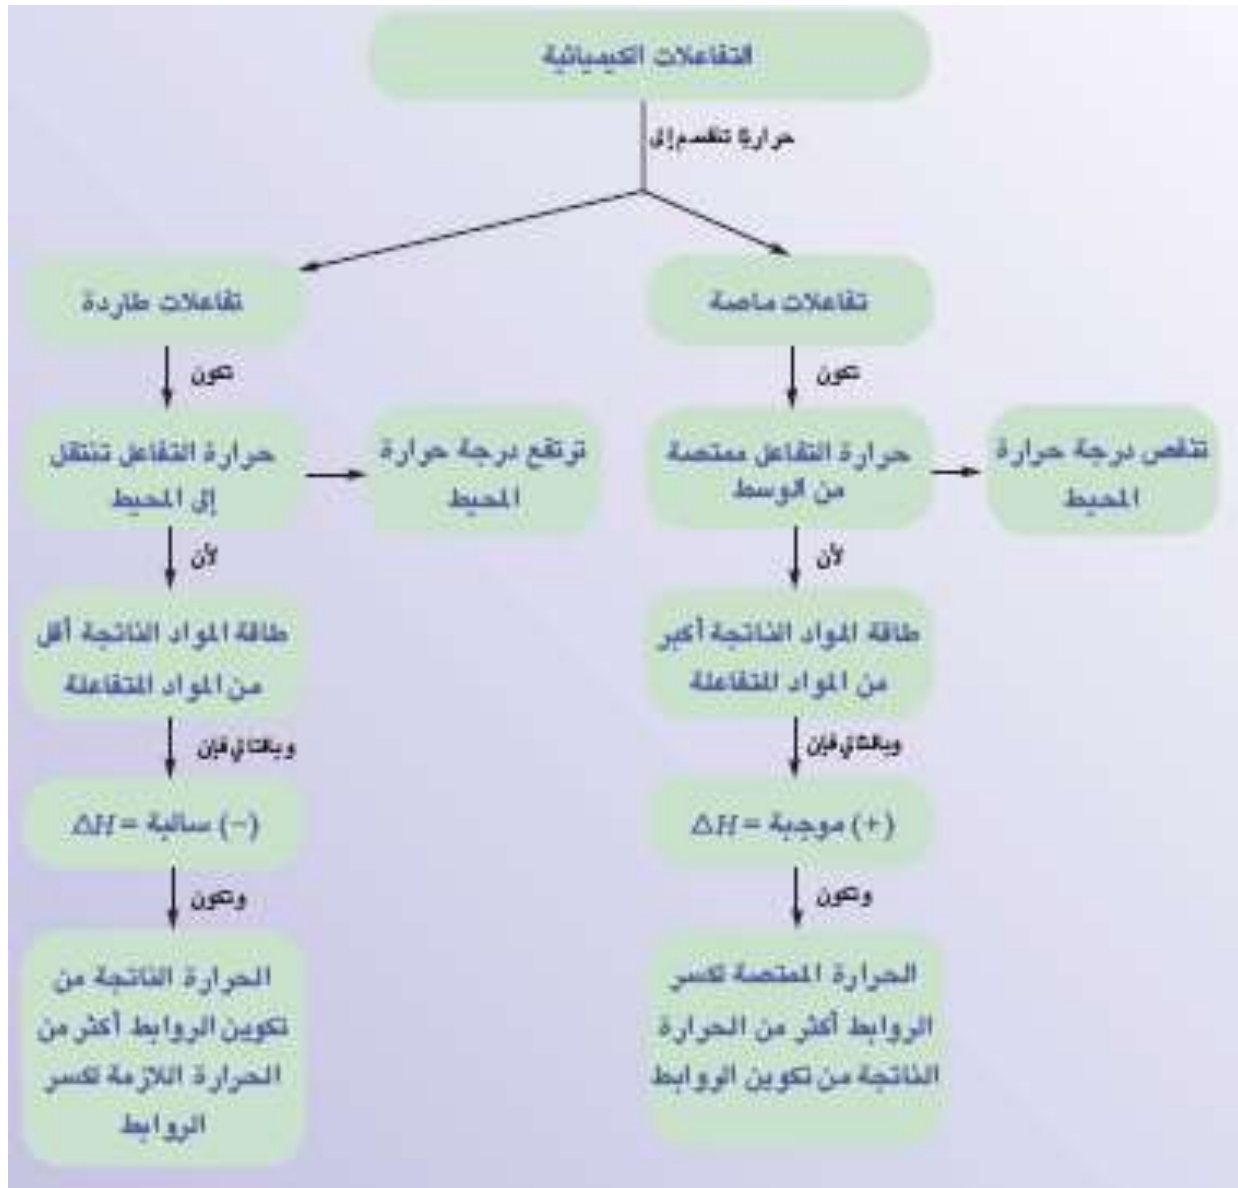 التفاعلات الكيميائية
حراريا تنقسم إلى
تفاعلات ماصة
تكون
حرارة التفاعل ممتصة
من الوسط
تنقص درجة حرارة
المحيط
لأن
طاقة المواد الناتجة أكبر
من المواد المتفاعلة
وبالتالي فإن
ΔH = موجبة (+)
وتكون
الحرارة الممتصة لكسر
الروابط أكثر من الحرارة
الناتجة من تكوين الروابط
تفاعلات طاردة
تكون
حرارة التفاعل تنتقل
إلى المحيط
ترتفع درجة حرارة
المحيط
لأن
طاقة المواد الناتجة أقل
من المواد المتفاعلة
وبالتالي فإن
ΔH = سالبة (−)
وتكون
الحرارة الناتجة من
تكوين الروابط أكثر من
الحرارة اللازمة لكسر
الروابط